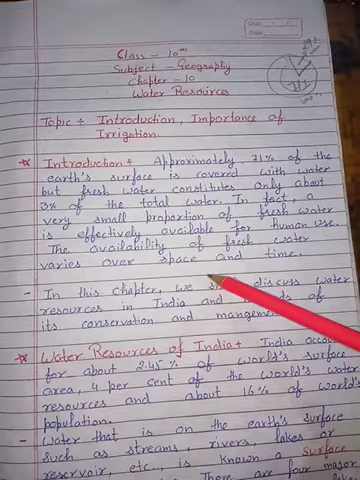 Class - 10th
Subject - Geography
Chapter - 10
Water Resources
Topic ÷ Introduction, Importance of
Irrigation.
Introduction ÷ Approximately 71% of the
earth's surface is covered with water
but fresh water constitutes only about
3% of the total water. In fact, a
very small proportion of fresh water
is effectively available for human use.
The availability of fresh water
varies over space and time.
- In this chapter, we discuss water
resources in India and of
its conservation and management.
Water Resources of India ÷ India
for about 2.45% of world's surface
area, 4 per cent of the world's water
resources and about 16% of world's
population.
- Water that is on the earth's surface
such as streams, rivers, lakes or
reservoir, etc., is known a Surface
There are four major